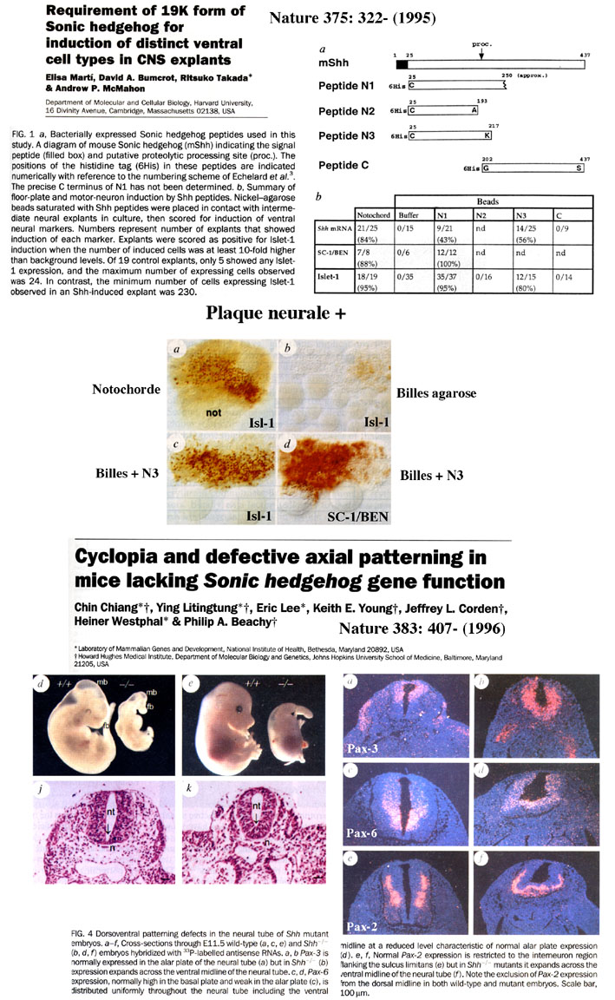 Requirement of 19K form of
Sonic hedgehog for
induction of distinct ventral
cell types in CNS explants
Elisa Martí, David A. Bumcrot, Ritsuko Takada*
& Andrew P. McMahon
Department of Molecular and Cellular Biology, Harvard University,
16 Divinity Avenue, Cambridge, Massachusetts 02138, USA
Nature 375: 322- (1995)
FIG. 1 a, Bacterially expressed Sonic hedgehog peptides used in this
study. A diagram of mouse Sonic hedgehog (mShh) indicating the signal
peptide (filled box) and putative proteolytic processing site (proc.). The
positions of the histidine tag (6His) in these peptides are indicated
numerically with reference to the numbering scheme of Echelard et al.3.
The precise C terminus of N1 has not been determined. b, Summary of
floor-plate and motor-neuron induction by Shh peptides. Nickel–agarose
beads saturated with Shh peptides were placed in contact with interme-
diate neural explants in culture, then scored for induction of ventral
neural markers. Numbers represent number of explants that showed
induction of each marker. Explants were scored as positive for Islet-1
induction when the number of induced cells was at least 10-fold higher
than background levels. Of 19 control explants, only 5 showed any Islet-
1 expression, and the maximum number of expressing cells observed
was 24. In contrast, the minimum number of cells expressing Islet-1
observed in an Shh-induced explant was 230.
a
proc.
mShh 1 25 437
Peptide N1 6His C 25 250 (approx.)
Peptide N2 6His C 25 A 193
Peptide N3 6His C 25 K 217
Peptide C 6His G 202 S 437
b
Beads
Notochord Buffer N1 N2 N3 C
Shh mRNA 21/25 0/15 9/21 nd 14/25 0/9
(84%) (43%) (56%)
SC-1/BEN 7/8 0/6 12/12 nd nd nd
(88%) (100%)
Islet-1 18/19 0/35 35/37 0/16 12/15 0/14
(95%) (95%) (80%)
Plaque neurale +
a
b
Notochorde
not
Isl-1
Isl-1
Billes agarose
c
d
Billes + N3
Isl-1
SC-1/BEN
Billes + N3
Cyclopia and defective axial patterning in
mice lacking Sonic hedgehog gene function
Chin Chiang*†, Ying Litingtung*†, Eric Lee*, Keith E. Young†, Jeffrey L. Corden†,
Heiner Westphal* & Philip A. Beachy†
Nature 383: 407- (1996)
* Laboratory of Mammalian Genes and Development, National Institute of Health, Bethesda, Maryland 20892, USA
† Howard Hughes Medical Institute, Department of Molecular Biology and Genetics, Johns Hopkins University School of Medicine, Baltimore, Maryland
21205, USA
d +/+ mb −/− mb
fb
fb
e +/+ −/−
j
nt
n
k
nt
n
a
Pax-3
b
c
Pax-6
d
e
Pax-2
f
FIG. 4 Dorsoventral patterning defects in the neural tube of Shh mutant
embryos. a–f, Cross-sections through E11.5 wild-type (a, c, e) and Shh−/−
(b, d, f) embryos hybridized with 33P-labelled antisense RNAs. a, b Pax-3 is
normally expressed in the alar plate of the neural tube (a) but in Shh−/− (b)
expression expands across the ventral midline of the neural tube. c, d, Pax-6
expression, normally high in the basal plate and weak in the alar plate (c), is
distributed uniformly throughout the neural tube including the ventral
midline at a reduced level characteristic of normal alar plate expression
(d). e, f, Normal Pax-2 expression is restricted to the interneuron region
flanking the sulcus limitans (e) but in Shh−/− mutants it expands across the
ventral midline of the neural tube (f). Note the exclusion of Pax-2 expression
from the dorsal midline in both wild-type and mutant embryos. Scale bar,
100 μm.